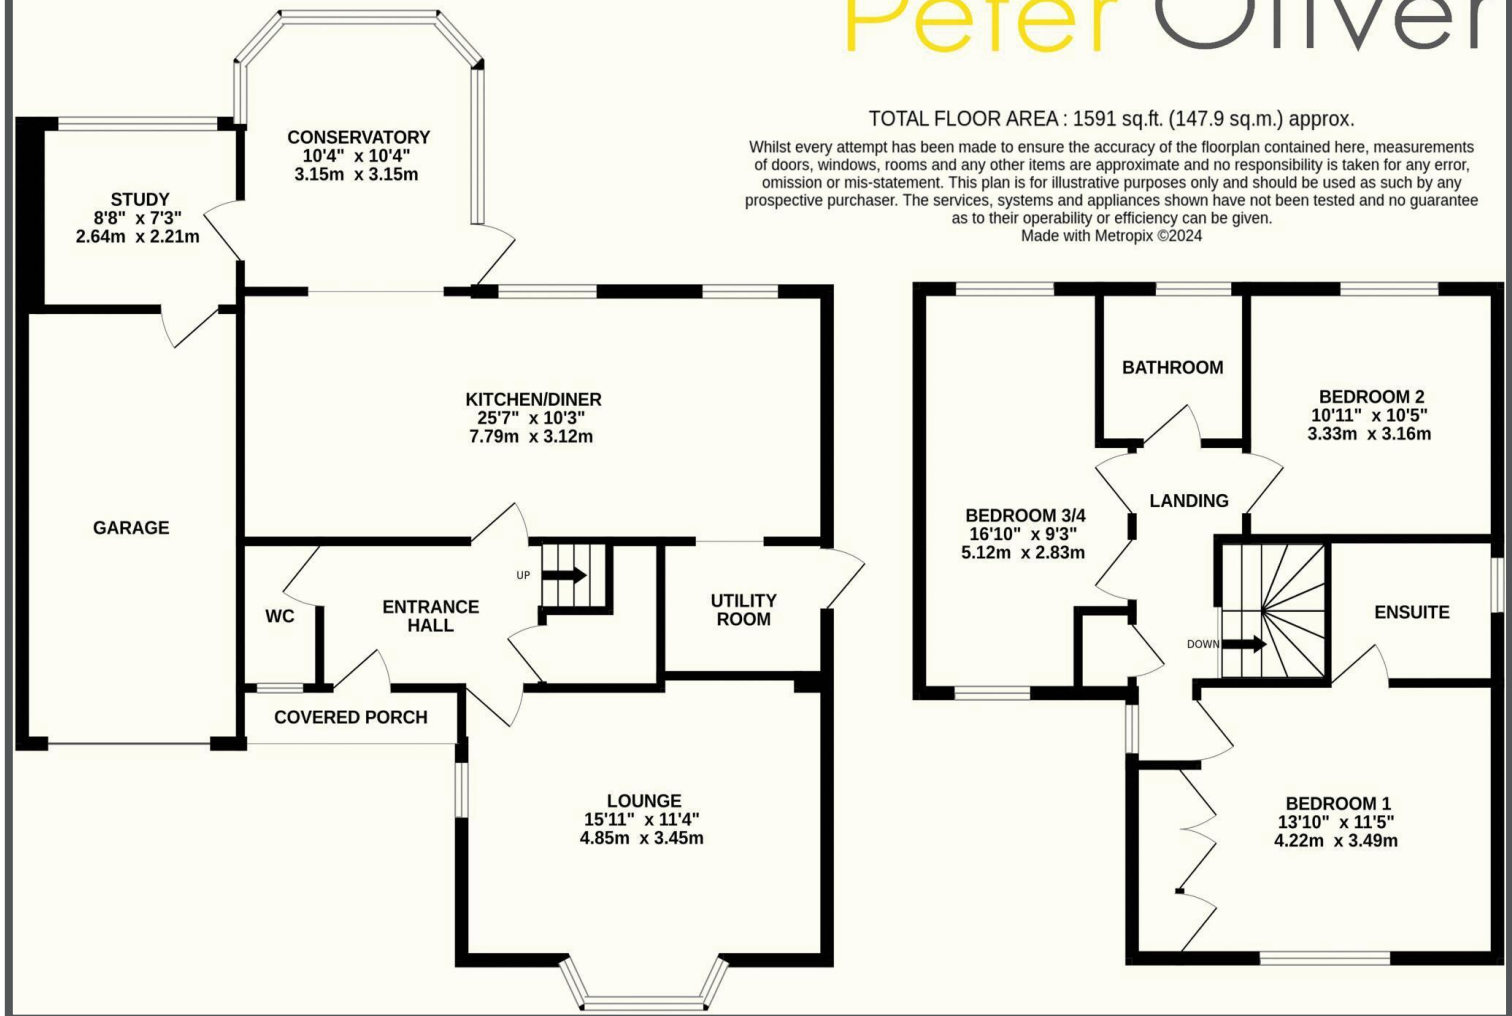 Peter Oliver
TOTAL FLOOR AREA : 1591 sq.ft. (147.9 sq.m.) approx.
Whilst every attempt has been made to ensure the accuracy of the floorplan contained here, measurements
of doors, windows, rooms and any other items are approximate and no responsibility is taken for any error,
omission or mis-statement. This plan is for illustrative purposes only and should be used as such by any
prospective purchaser. The services, systems and appliances shown have not been tested and no guarantee
as to their operability or efficiency can be given.
Made with Metropix ©2024
CONSERVATORY
10'4" x 10'4"
3.15m x 3.15m
STUDY
8'8" x 7'3"
2.64m x 2.21m
KITCHEN/DINER
25'7" x 10'3"
7.79m x 3.12m
GARAGE
WC
ENTRANCE
HALL
UP
UTILITY
ROOM
COVERED PORCH
LOUNGE
15'11" x 11'4"
4.85m x 3.45m
BATHROOM
BEDROOM 2
10'11" x 10'5"
3.33m x 3.16m
LANDING
BEDROOM 3/4
16'10" x 9'3"
5.12m x 2.83m
DOWN
ENSUITE
BEDROOM 1
13'10" x 11'5"
4.22m x 3.49m